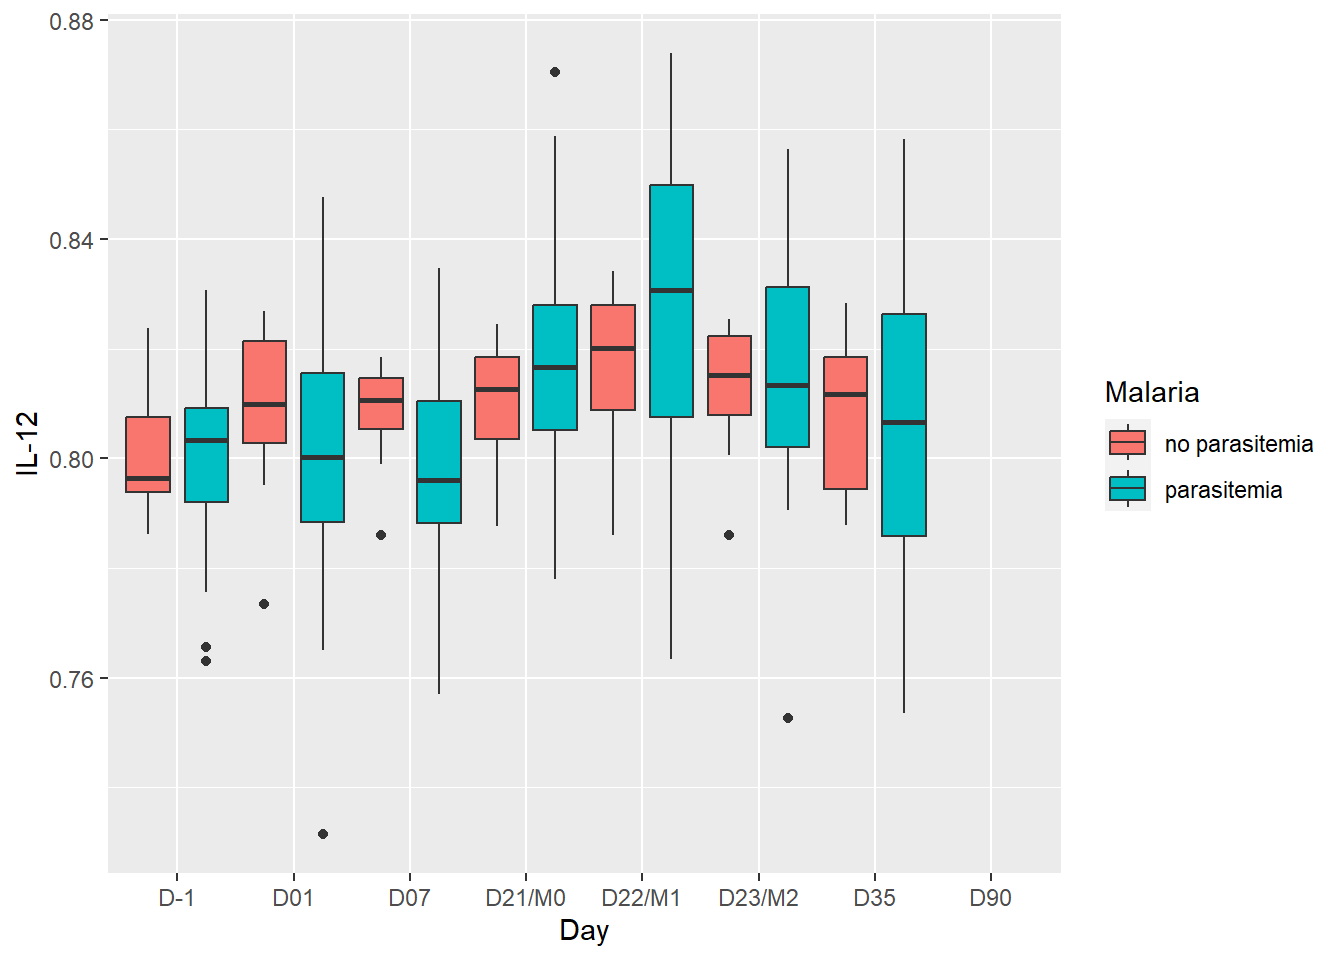 0.88
0.84
0.80
0.76
IL-12
D-1 D01 D07 D21/M0 D22/M1 D23/M2 D35 D90
Day
Malaria
no parasitemia
parasitemia